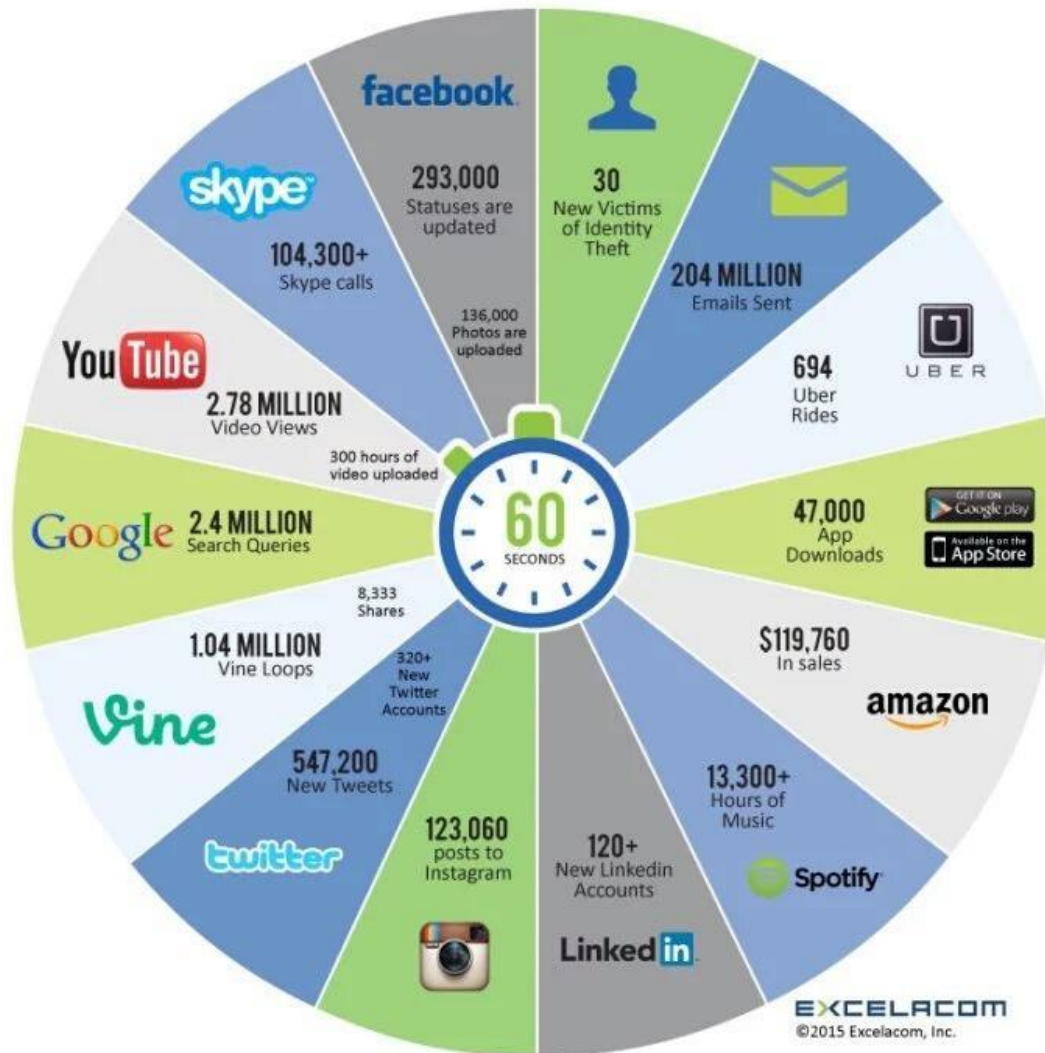 facebook
293,000
Statuses are
updated
136,000
Photos are
uploaded
30
New Victims
of Identity
Theft
204 MILLION
Emails Sent
UBER
694
Uber
Rides
47,000
App
Downloads
GET IT ON
Google play
Available on the
App Store
$119,760
In sales
amazon
13,300+
Hours of
Music
Spotify
120+
New Linkedin
Accounts
Linked in
123,060
posts to
Instagram
320+
New
Twitter
Accounts
547,200
New Tweets
twitter
8,333
Shares
1.04 MILLION
Vine Loops
Vine
Google
2.4 MILLION
Search Queries
YouTube
2.78 MILLION
Video Views
300 hours of
video uploaded
skype
104,300+
Skype calls
60
SECONDS
EXCELACOM
©2015 Excelacom, Inc.